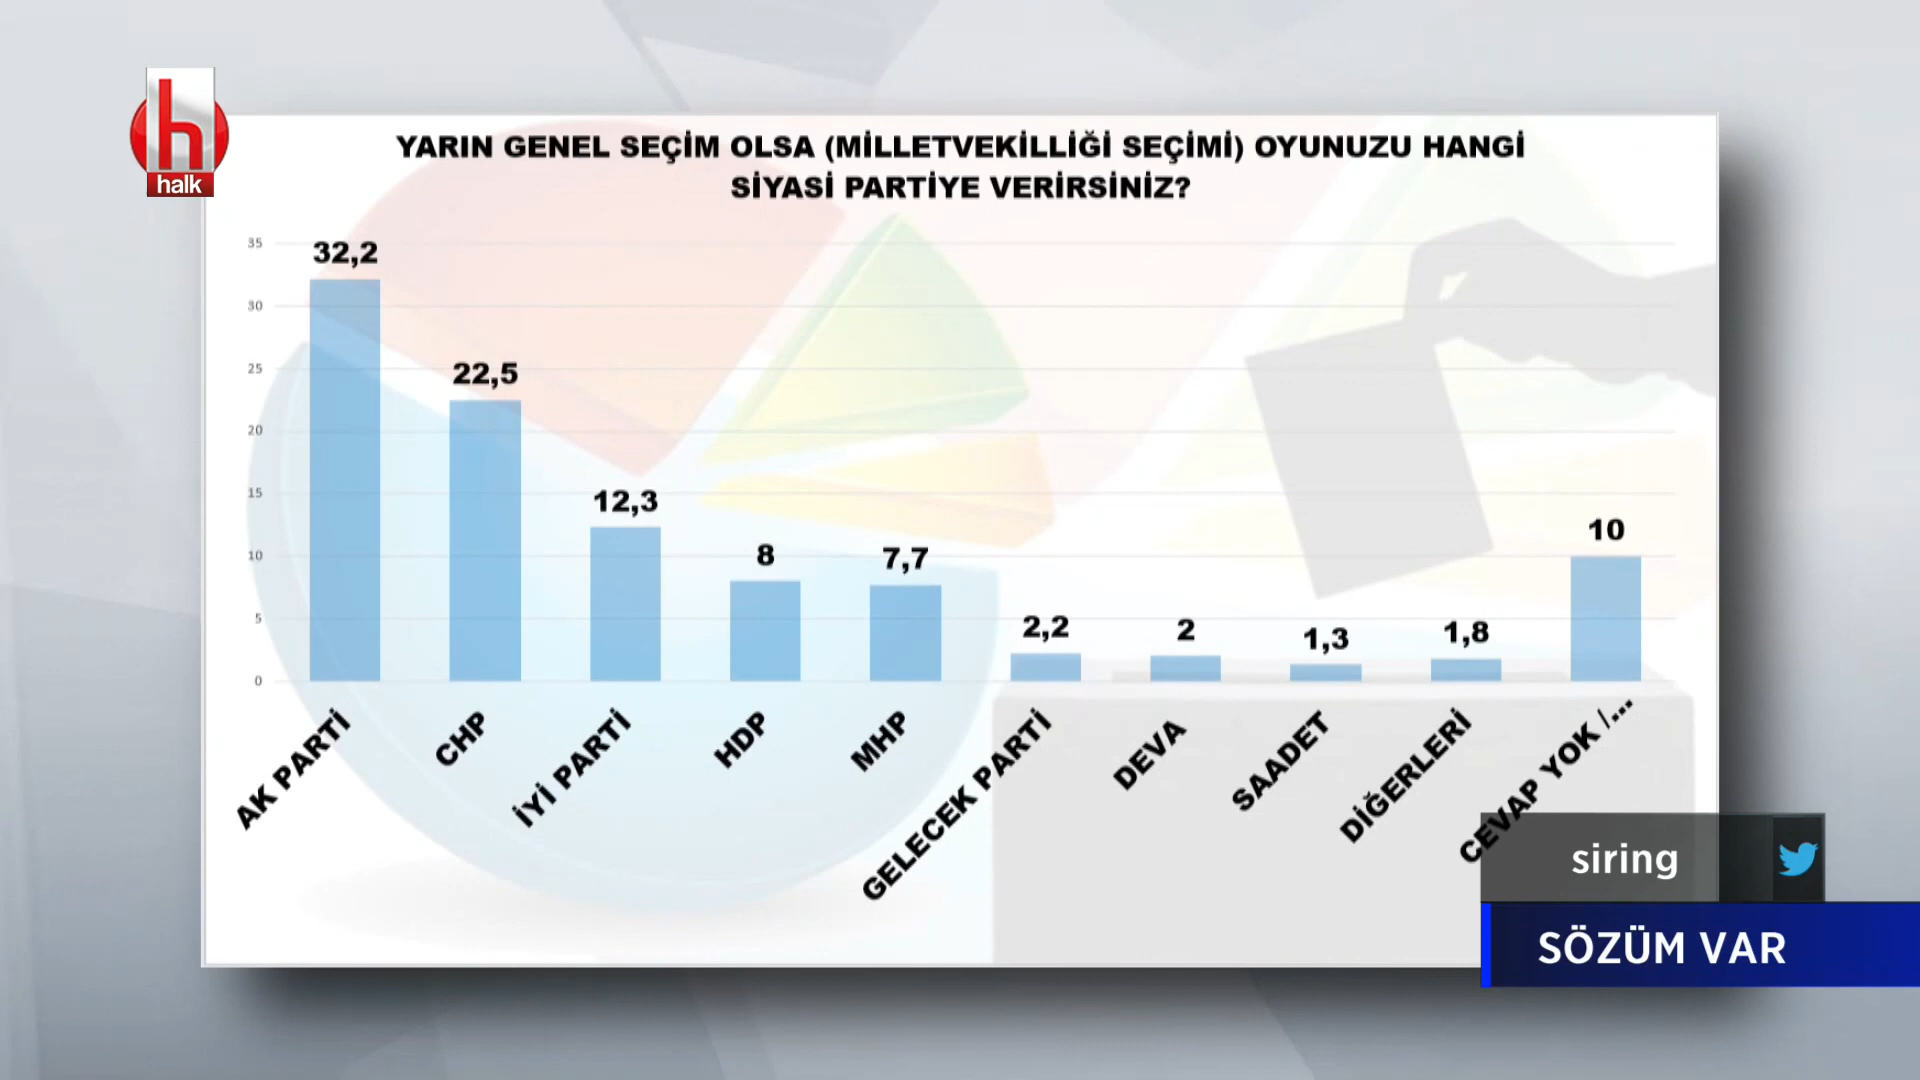 h
halk
YARIN GENEL SEÇİM OLSA (MİLLETVEKİLLİĞİ SEÇİMİ) OYUNUZU HANGİ
SİYASİ PARTİYE VERİRSİNİZ?
35
30
25
20
15
10
5
0
32,2
22,5
12,3
8
7,7
2,2
2
1,3
1,8
10
AK PARTİ
CHP
İYİ PARTİ
HDP
MHP
GELECEK PARTİ
DEVA
SAADET
DİĞERLERİ
CEVAP YOK /...
siring
SÖZÜM VAR